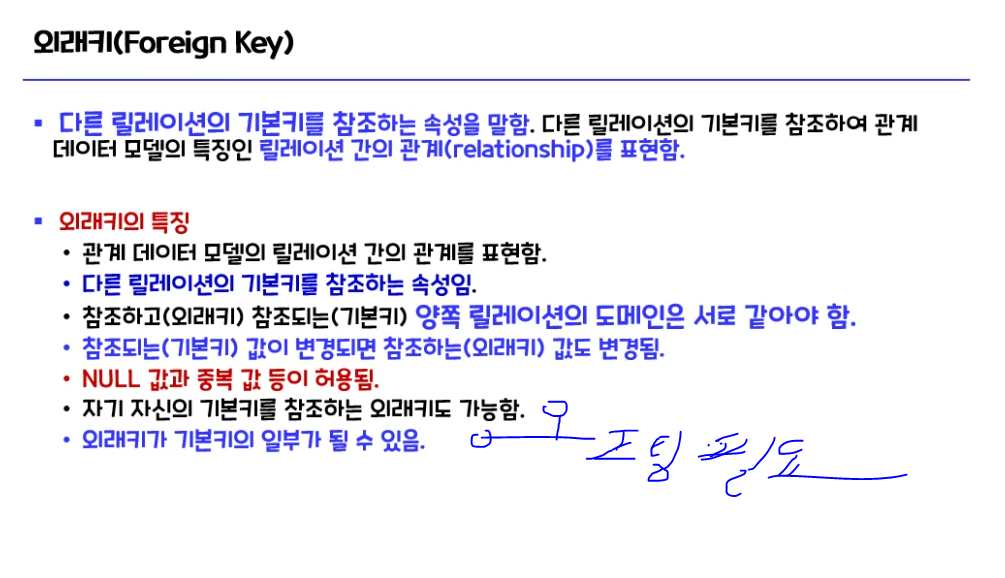 외래키(Foreign Key)
▪ 다른 릴레이션의 기본키를 참조하는 속성을 말함. 다른 릴레이션의 기본키를 참조하여 관계
데이터 모델의 특징인 릴레이션 간의 관계(relationship)를 표현함.
▪ 외래키의 특징
• 관계 데이터 모델의 릴레이션 간의 관계를 표현함.
• 다른 릴레이션의 기본키를 참조하는 속성임.
• 참조하고(외래키) 참조되는(기본키) 양쪽 릴레이션의 도메인은 서로 같아야 함.
• 참조되는(기본키) 값이 변경되면 참조하는(외래키) 값도 변경됨.
• NULL 값과 중복 값 등이 허용됨.
• 자기 자신의 기본키를 참조하는 외래키도 가능함.
• 외래키가 기본키의 일부가 될 수 있음.